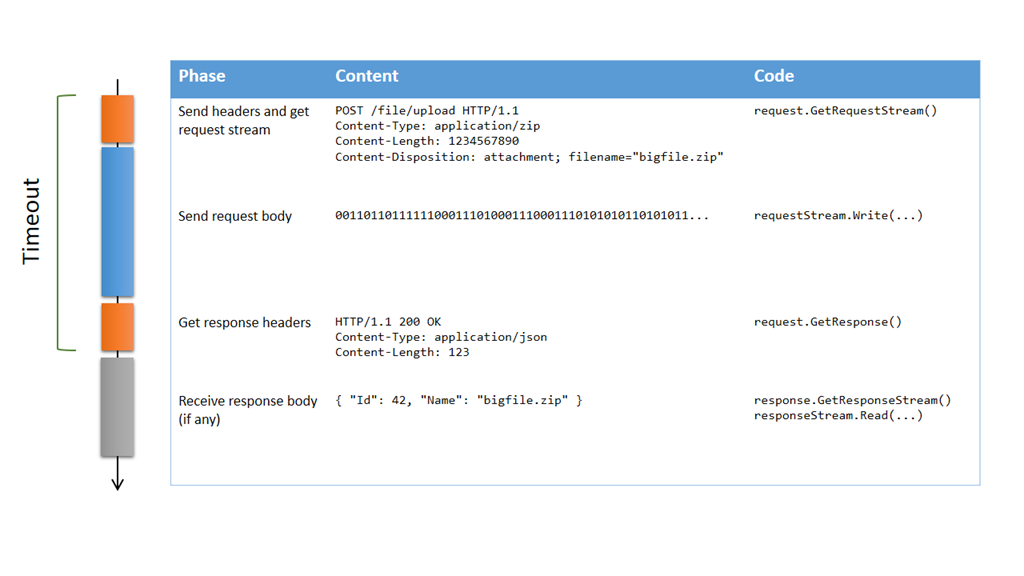 Timeout
Phase Content Code
Send headers and get
request stream
POST /file/upload HTTP/1.1
Content-Type: application/zip
Content-Length: 1234567890
Content-Disposition: attachment; filename="bigfile.zip"
request.GetRequestStream()
Send request body
requestStream.Write(...)
Get response headers
HTTP/1.1 200 OK
Content-Type: application/json
Content-Length: 123
request.GetResponse()
Receive response body
(if any)
{ "Id": 42, "Name": "bigfile.zip" }
response.GetResponseStream()
responseStream.Read(...)